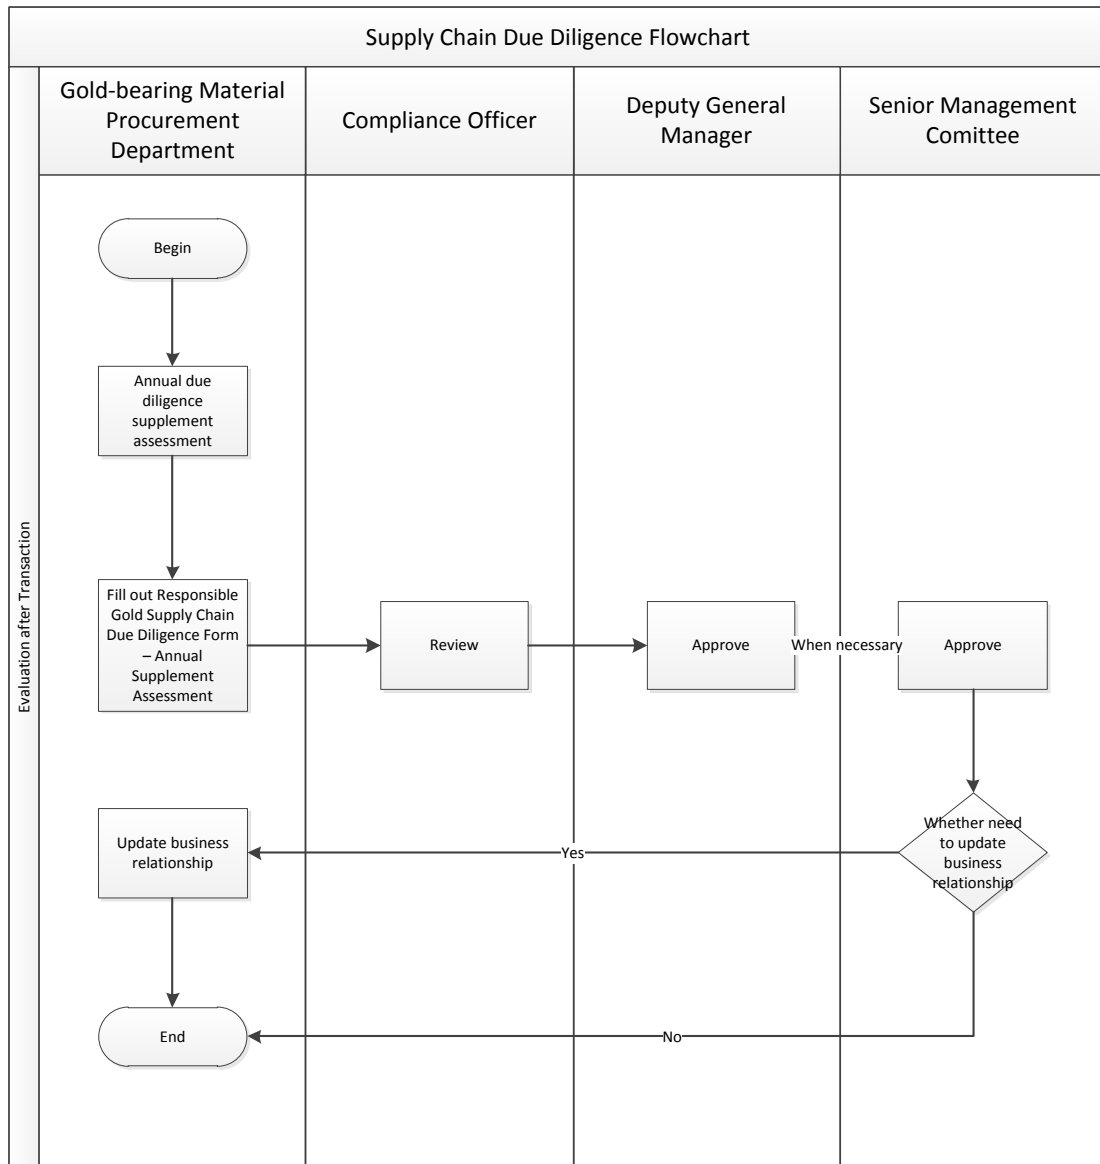 Supply Chain Due Diligence Flowchart
Gold-bearing Material
Procurement
Department
Compliance Officer
Deputy General
Manager
Senior Management
Comittee
Evaluation after Transaction
Begin
Annual due
diligence
supplement
assessment
Fill out Responsible
Gold Supply Chain
Due Diligence Form
– Annual
Supplement
Assessment
Review
Approve
When necessary
Approve
Whether need
to update
business
relationship
Yes
Update business
relationship
No
End